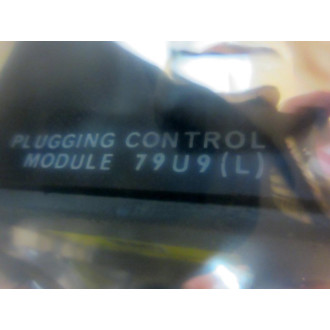 PLUGGING CONTROL
MODULE 79U9(L)